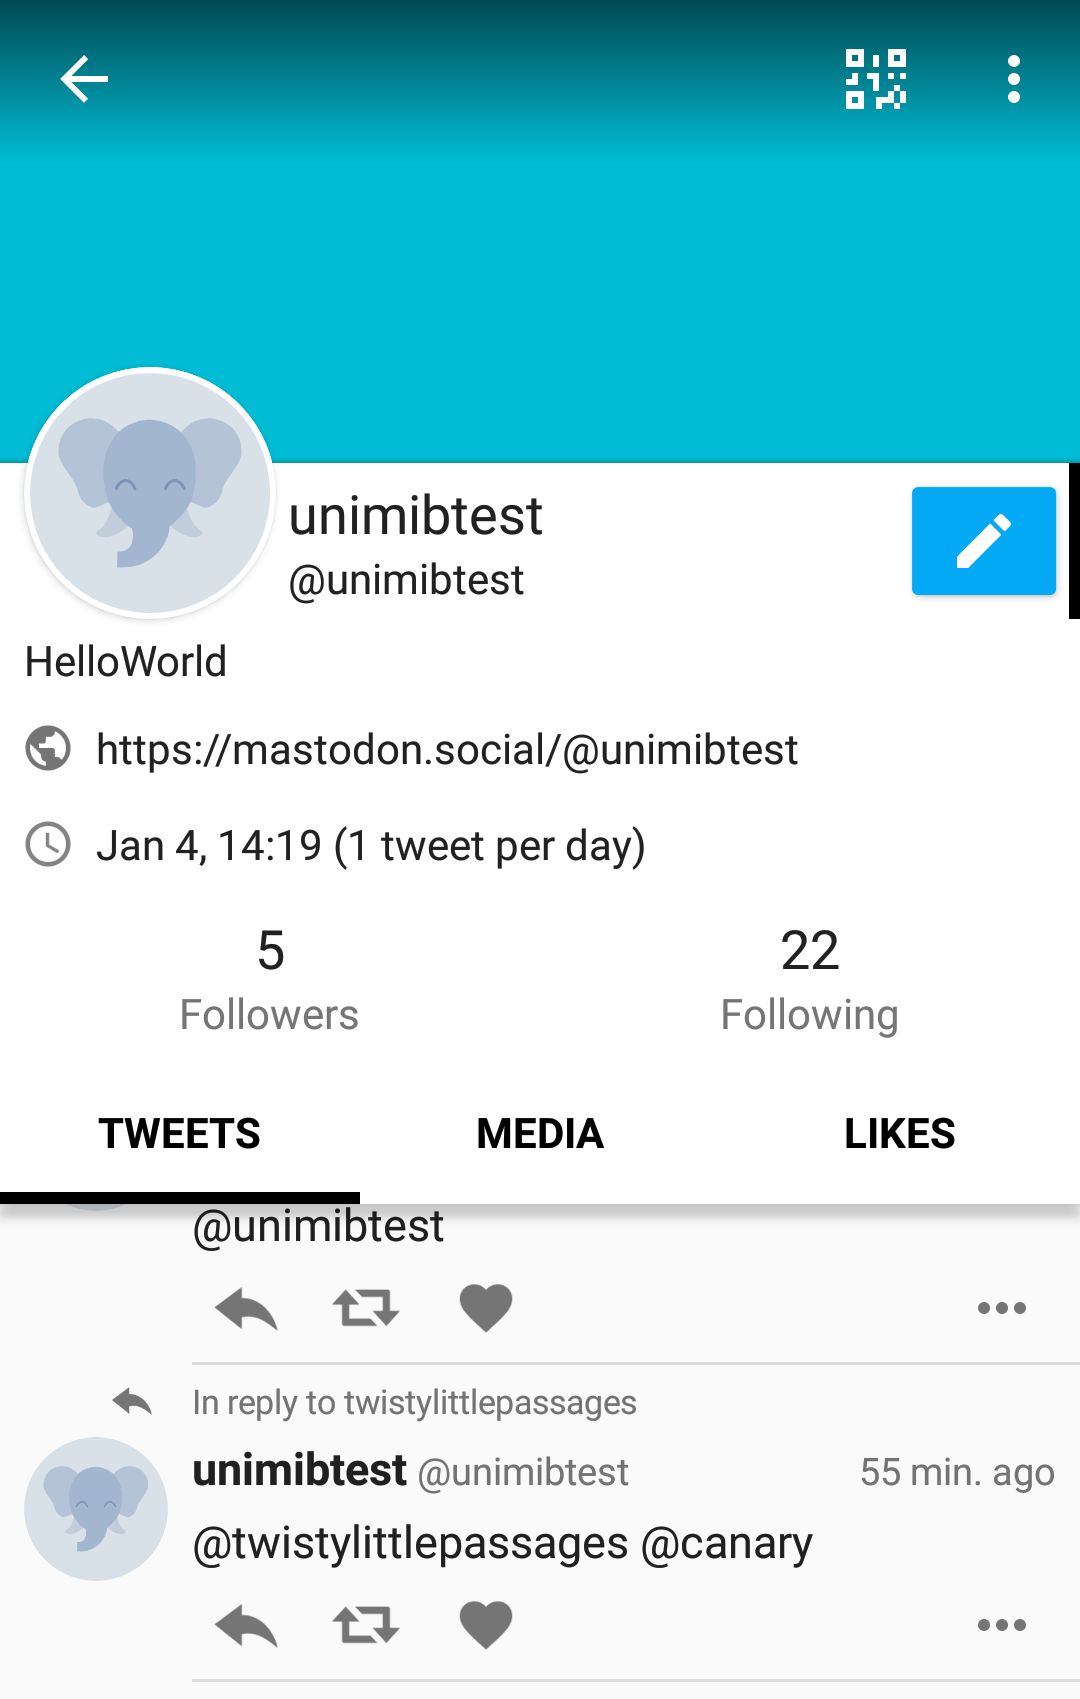 unimibtest
@unimibtest
HelloWorld
https://mastodon.social/@unimibtest
Jan 4, 14:19 (1 tweet per day)
5
Followers
22
Following
TWEETS
MEDIA
LIKES
@unimibtest
In reply to twistylittlepassages
unimibtest @unimibtest
55 min. ago
@twistylittlepassages @canary